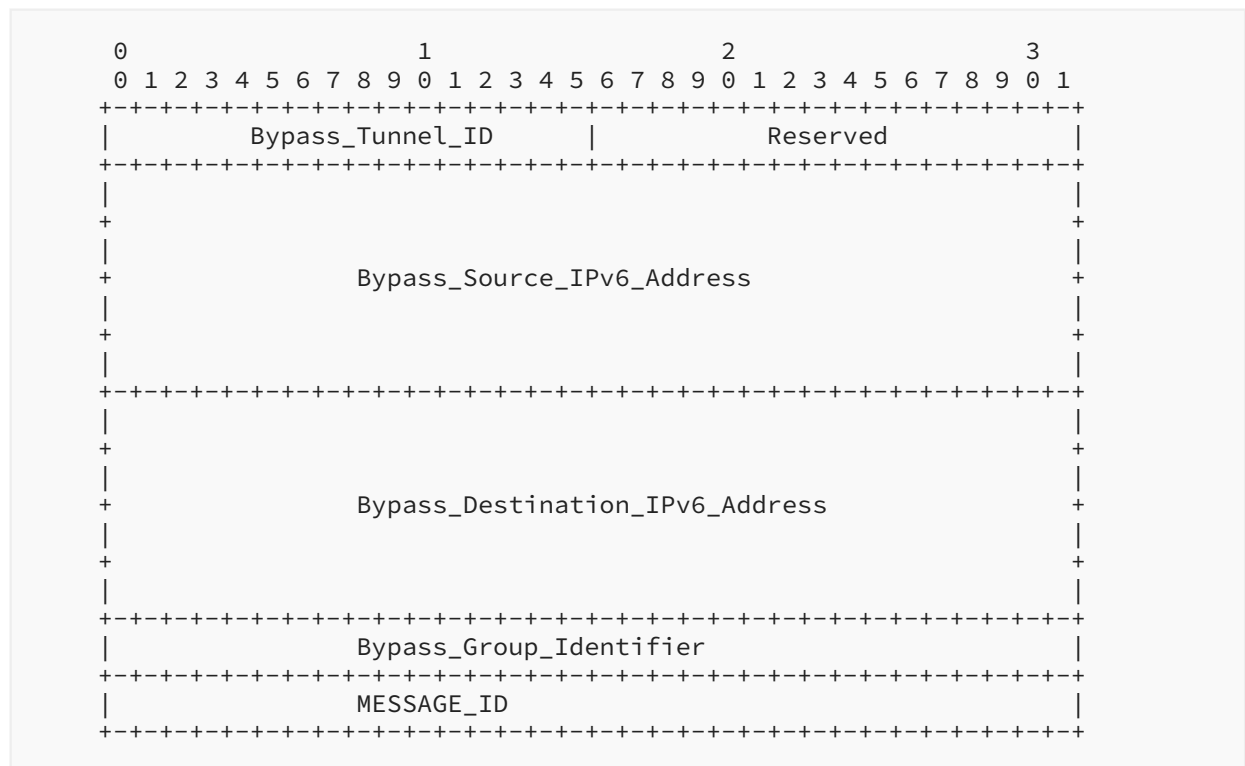 0                   1                   2                   3
 0 1 2 3 4 5 6 7 8 9 0 1 2 3 4 5 6 7 8 9 0 1 2 3 4 5 6 7 8 9 0 1
+-+-+-+-+-+-+-+-+-+-+-+-+-+-+-+-+-+-+-+-+-+-+-+-+-+-+-+-+-+-+-+-+
|         Bypass_Tunnel_ID      |           Reserved            |
+-+-+-+-+-+-+-+-+-+-+-+-+-+-+-+-+-+-+-+-+-+-+-+-+-+-+-+-+-+-+-+-+
|                                                               |
+                                                               +
|                                                               |
+                Bypass_Source_IPv6_Address                     +
|                                                               |
+                                                               +
|                                                               |
+-+-+-+-+-+-+-+-+-+-+-+-+-+-+-+-+-+-+-+-+-+-+-+-+-+-+-+-+-+-+-+-+
|                                                               |
+                                                               +
|                                                               |
+                Bypass_Destination_IPv6_Address                +
|                                                               |
+                                                               +
|                                                               |
+-+-+-+-+-+-+-+-+-+-+-+-+-+-+-+-+-+-+-+-+-+-+-+-+-+-+-+-+-+-+-+-+
|                Bypass_Group_Identifier                        |
+-+-+-+-+-+-+-+-+-+-+-+-+-+-+-+-+-+-+-+-+-+-+-+-+-+-+-+-+-+-+-+-+
|                MESSAGE_ID                                     |
+-+-+-+-+-+-+-+-+-+-+-+-+-+-+-+-+-+-+-+-+-+-+-+-+-+-+-+-+-+-+-+-+